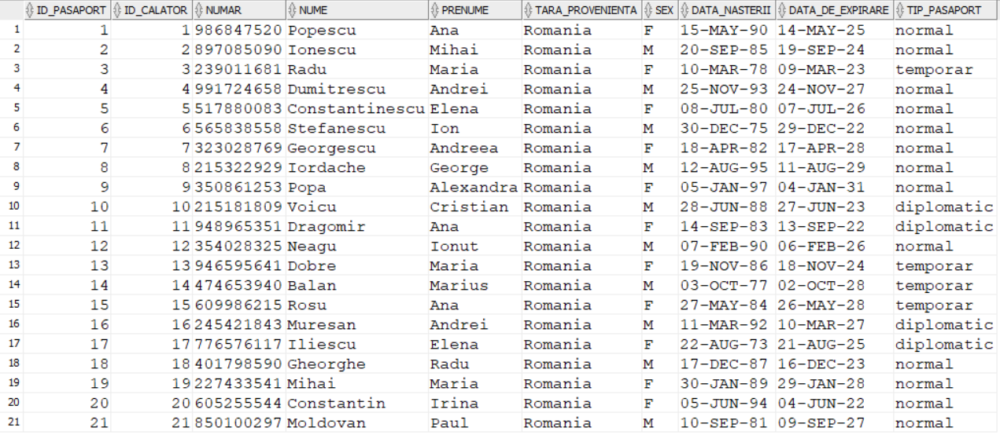 ID_PASAPORT ID_CALATOR NUMAR NUME PRENUME TARA_PROVENIENTA SEX DATA_NASTERII DATA_DE_EXPIRARE TIP_PASAPORT
1 1 1 986847520 Popescu Ana Romania F 15-MAY-90 14-MAY-25 normal
2 2 2 897085090 Ionescu Mihai Romania M 20-SEP-85 19-SEP-24 normal
3 3 3 239011681 Radu Maria Romania F 10-MAR-78 09-MAR-23 temporar
4 4 4 991724658 Dumitrescu Andrei Romania M 25-NOV-93 24-NOV-27 normal
5 5 5 517880083 Constantinescu Elena Romania F 08-JUL-80 07-JUL-26 normal
6 6 6 565838558 Stefanescu Ion Romania M 30-DEC-75 29-DEC-22 normal
7 7 7 323028769 Georgescu Andreea Romania F 18-APR-82 17-APR-28 normal
8 8 8 215322929 Iordache George Romania M 12-AUG-95 11-AUG-29 normal
9 9 9 350861253 Popa Alexandra Romania F 05-JAN-97 04-JAN-31 normal
10 10 10 215181809 Voicu Cristian Romania M 28-JUN-88 27-JUN-23 diplomatic
11 11 11 948965351 Dragomir Ana Romania F 14-SEP-83 13-SEP-22 diplomatic
12 12 12 354028325 Neagu Ionut Romania M 07-FEB-90 06-FEB-26 normal
13 13 13 946595641 Dobre Maria Romania F 19-NOV-86 18-NOV-24 temporar
14 14 14 474653940 Balan Marius Romania M 03-OCT-77 02-OCT-28 temporar
15 15 15 609986215 Rosu Ana Romania F 27-MAY-84 26-MAY-28 temporar
16 16 16 245421843 Muresan Andrei Romania M 11-MAR-92 10-MAR-27 diplomatic
17 17 17 776576117 Iliescu Elena Romania F 22-AUG-73 21-AUG-25 diplomatic
18 18 18 401798590 Gheorghe Radu Romania M 17-DEC-87 16-DEC-23 normal
19 19 19 227433541 Mihai Maria Romania F 30-JAN-89 29-JAN-28 normal
20 20 20 605255544 Constantin Irina Romania F 05-JUN-94 04-JUN-22 normal
21 21 21 850100297 Moldovan Paul Romania M 10-SEP-81 09-SEP-27 normal